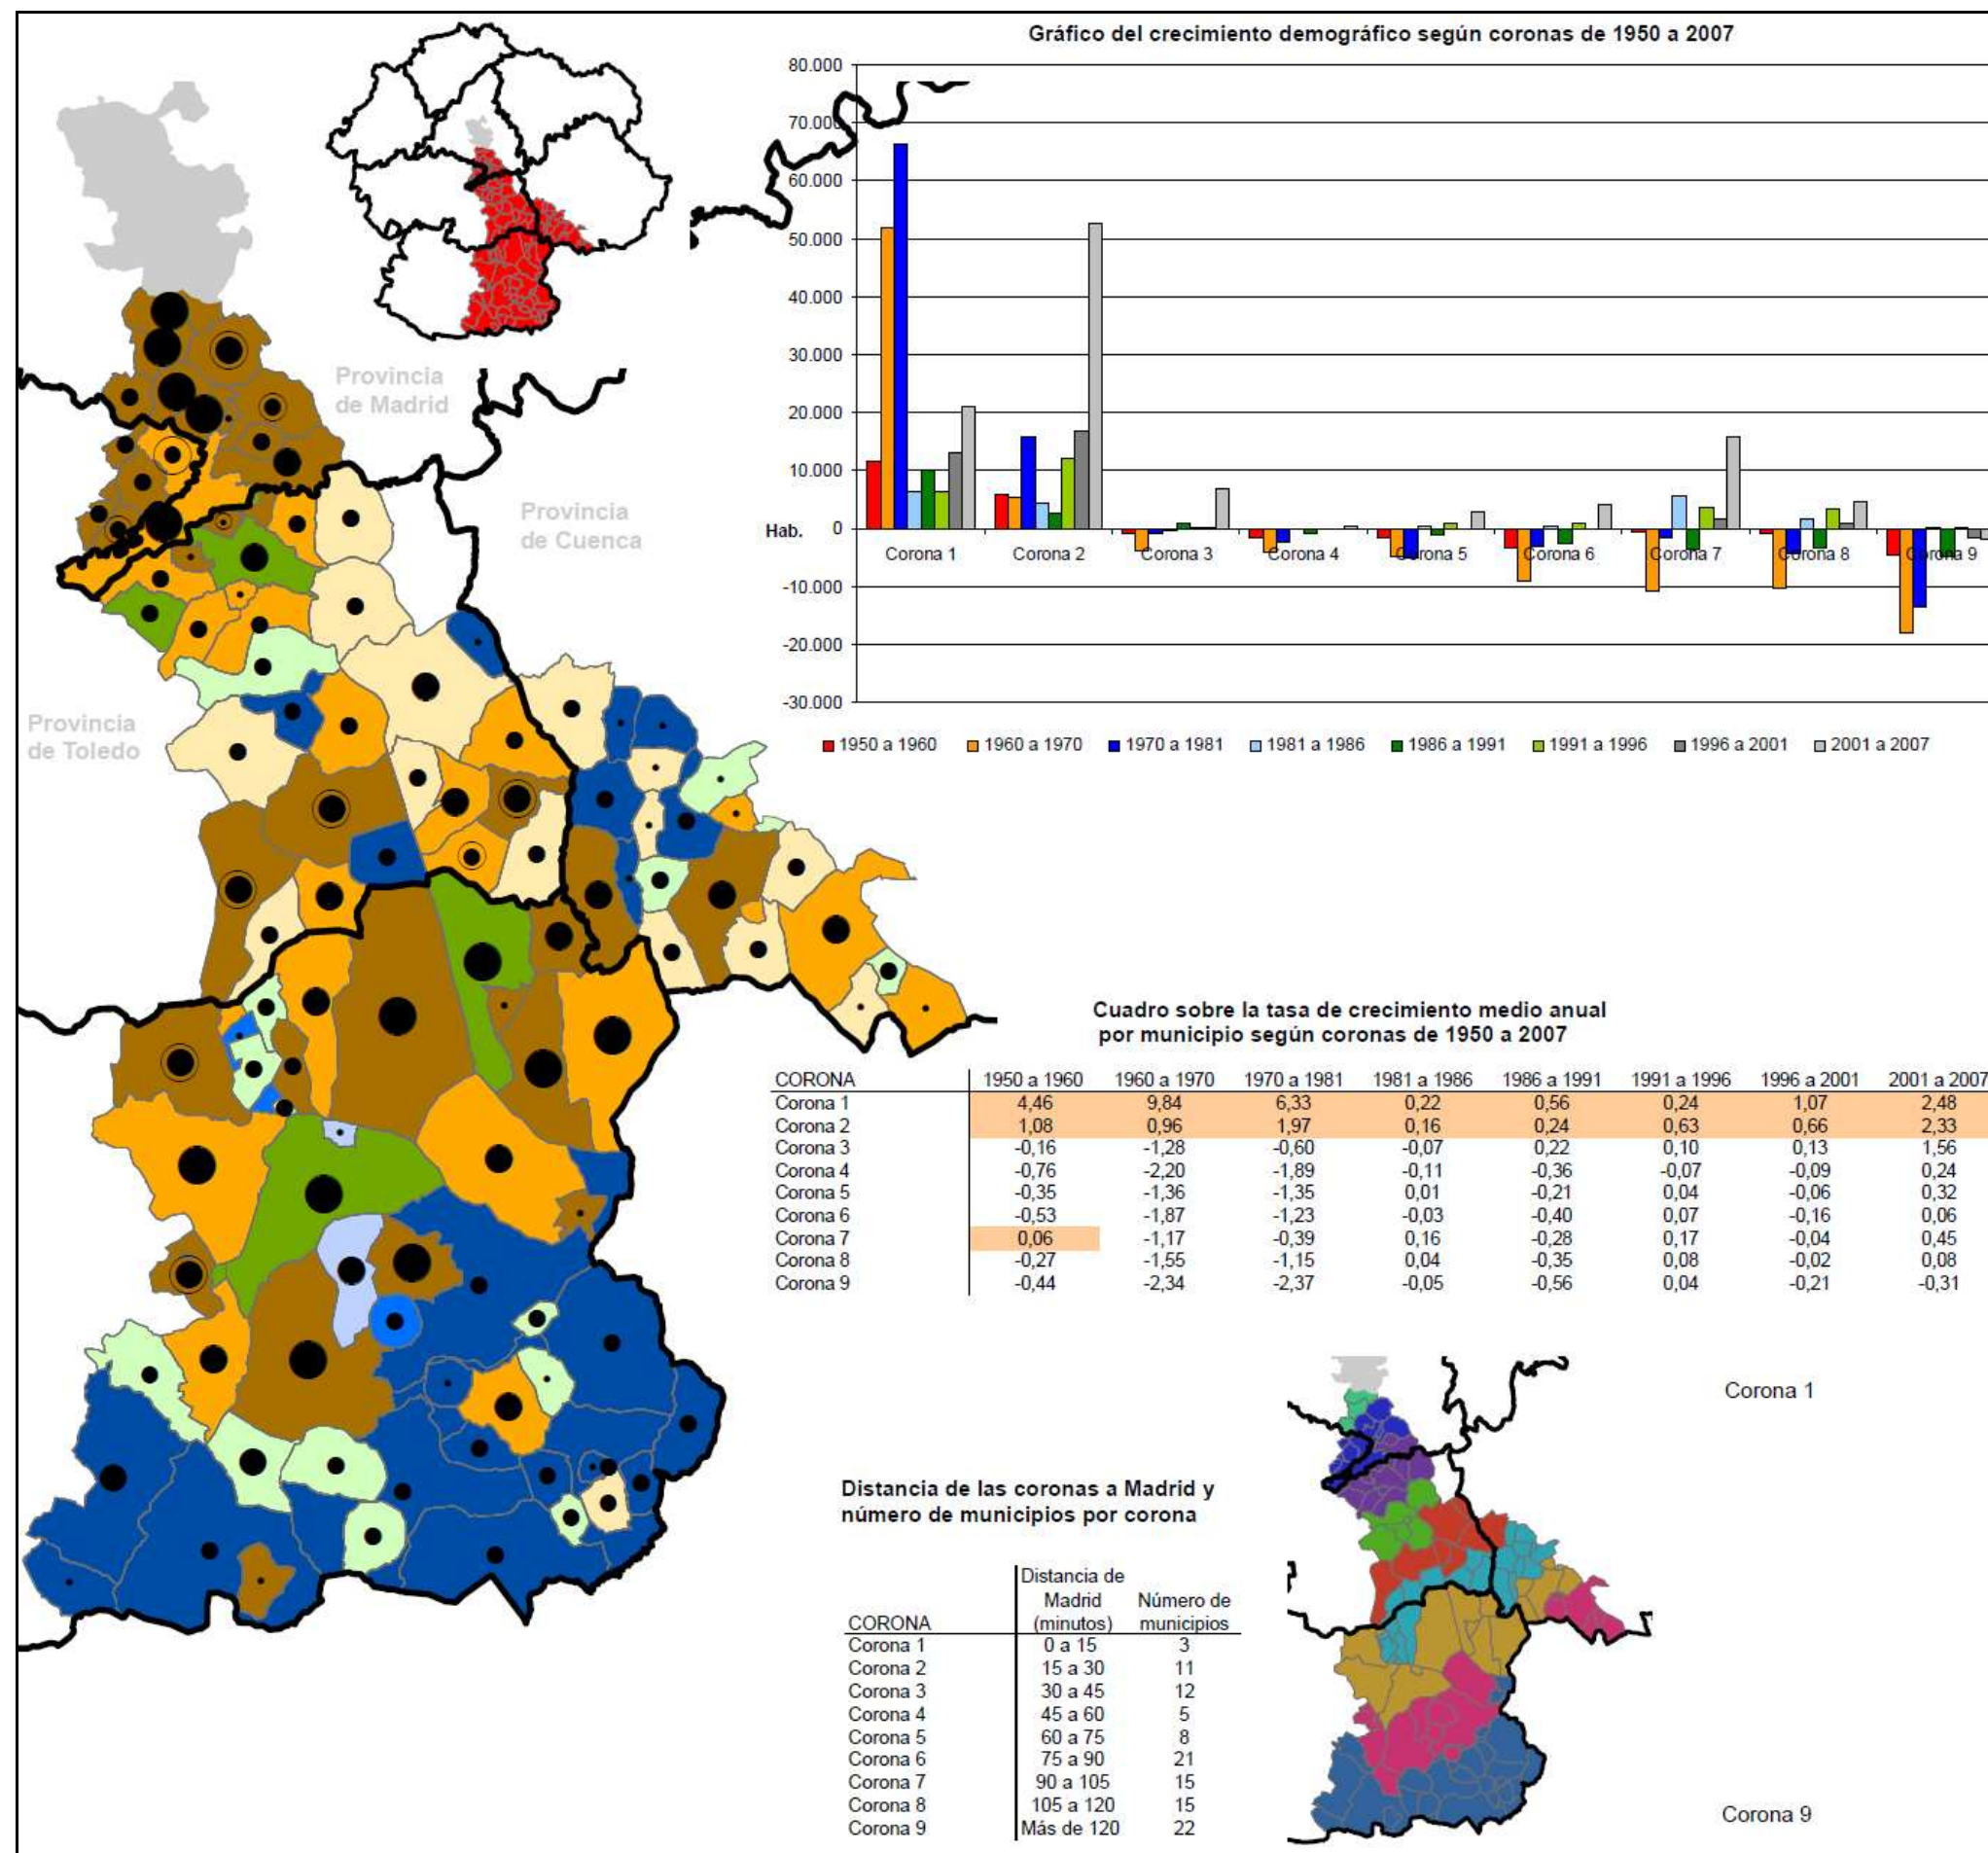 Gráfico del crecimiento demográfico según coronas de 1950 a 2007
80.000
70.000
60.000
50.000
40.000
30.000
20.000
10.000
Hab.
0
-10.000
-20.000
-30.000
Corona 1 Corona 2 Corona 3 Corona 4 Corona 5 Corona 6 Corona 7 Corona 8 Corona 9
1950 a 1960 1960 a 1970 1970 a 1981 1981 a 1986 1986 a 1991 1991 a 1996 1996 a 2001 2001 a 2007
Provincia
de Madrid
Provincia
de Cuenca
Provincia
de Toledo
Cuadro sobre la tasa de crecimiento medio anual
por municipio según coronas de 1950 a 2007
CORONA 1950 a 1960 1960 a 1970 1970 a 1981 1981 a 1986 1986 a 1991 1991 a 1996 1996 a 2001 2001 a 2007
Corona 1 4,46 9,84 6,33 0,22 0,56 0,24 1,07 2,48
Corona 2 1,08 0,96 1,97 0,16 0,24 0,63 0,66 2,33
Corona 3 -0,16 -1,28 -0,60 -0,07 0,22 0,10 0,13 1,56
Corona 4 -0,76 -2,20 -1,89 -0,11 -0,36 -0,07 -0,09 0,24
Corona 5 -0,35 -1,36 -1,35 0,01 -0,21 0,04 -0,06 0,32
Corona 6 -0,53 -1,87 -1,23 -0,03 -0,40 0,07 -0,16 0,06
Corona 7 0,06 -1,17 -0,39 0,16 -0,28 0,17 -0,04 0,45
Corona 8 -0,27 -1,55 -1,15 0,04 -0,35 0,08 -0,02 0,08
Corona 9 -0,44 -2,34 -2,37 -0,05 -0,56 0,04 -0,21 -0,31
Distancia de las coronas a Madrid y
número de municipios por corona
Distancia de
Madrid Número de
CORONA (minutos) municipios
Corona 1 0 a 15 3
Corona 2 15 a 30 11
Corona 3 30 a 45 12
Corona 4 45 a 60 5
Corona 5 60 a 75 8
Corona 6 75 a 90 21
Corona 7 90 a 105 15
Corona 8 105 a 120 15
Corona 9 Más de 120 22
Corona 1
Corona 9